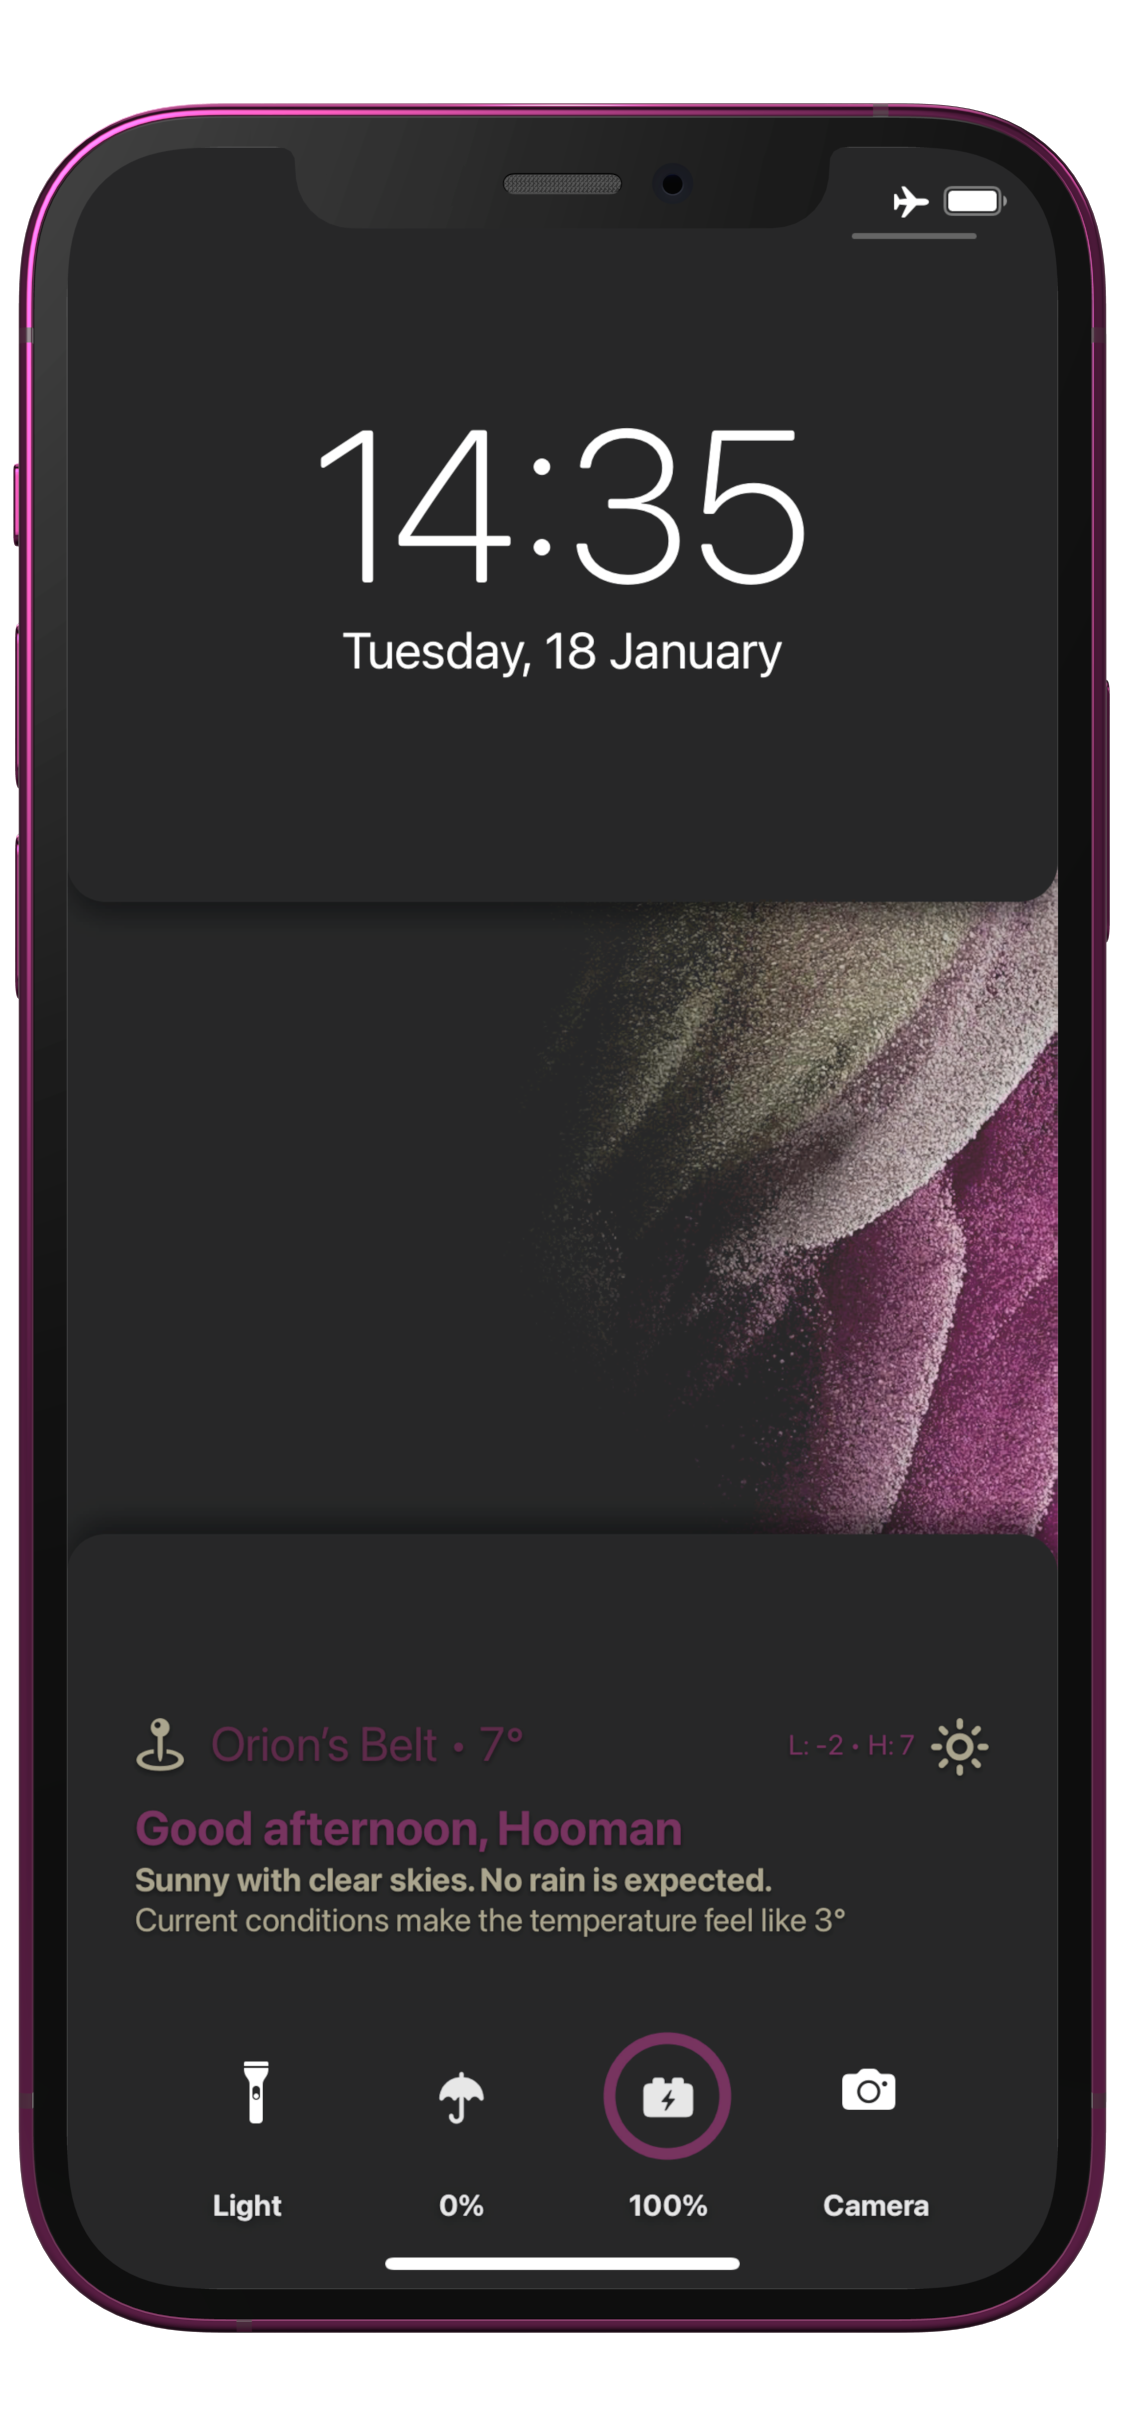 14:35
Tuesday, 18 January
Orion's Belt • 7° L: -2 • H: 7
Good afternoon, Hooman
Sunny with clear skies. No rain is expected.
Current conditions make the temperature feel like 3°
Light 0% 100% Camera